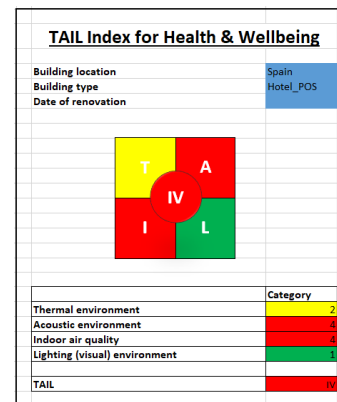 TAIL Index for Health & Wellbeing
Building location Spain
Building type Hotel_POS
Date of renovation
T A
IV
I L
Category
Thermal environment 2
Acoustic environment 4
Indoor air quality 4
Lighting (visual) environment 1
TAIL IV